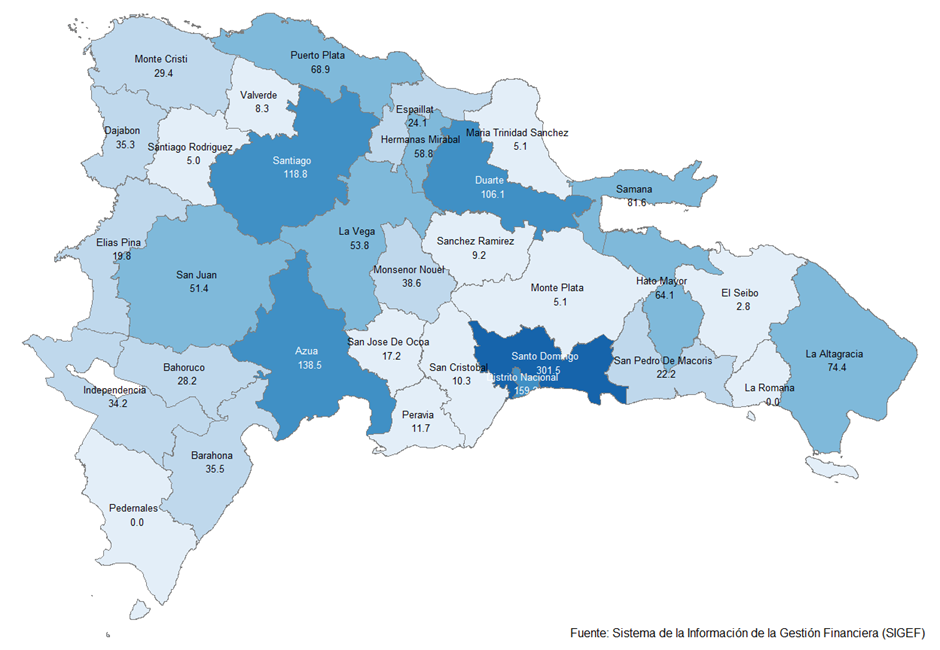 Puerto Plata
68.9
Monte Cristi
29.4
Valverde
8.3
Espaillat
24.1
Dajabon
35.3
Santiago Rodriguez
5.0
Hermanas Mirabal
58.8
Maria Trinidad Sanchez
5.1
Santiago
118.8
Duarte
106.1
Samana
81.6
La Vega
53.8
Elias Pina
19.8
Sanchez Ramirez
9.2
San Juan
51.4
Monsenor Nouel
38.6
Monte Plata
5.1
Hato Mayor
64.1
El Seibo
2.8
San Jose De Ocoa
17.2
Azua
138.5
Santo Domingo
301.5
La Altagracia
74.4
Bahoruco
28.2
San Cristobal
10.3
Distrito Nacional
San Pedro De Macoris
22.2
Independencia
34.2
La Romana
0.0
Peravia
11.7
Barahona
35.5
Pedernales
0.0
Fuente: Sistema de la Información de la Gestión Financiera (SIGEF)